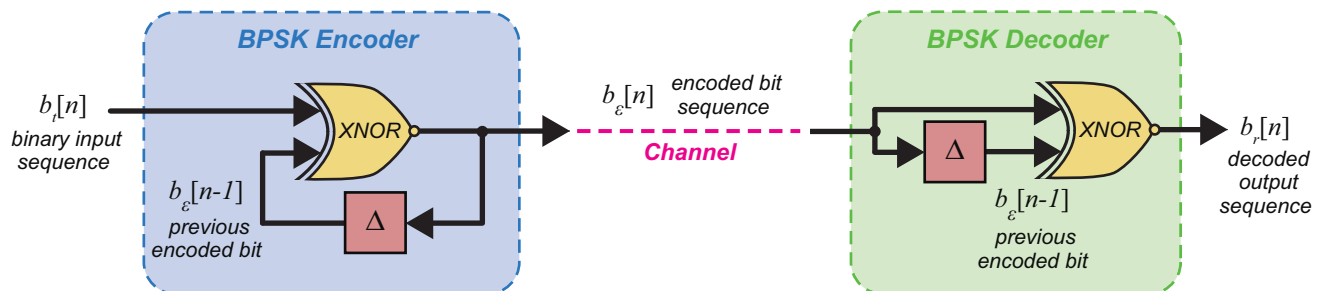 BPSK Encoder
b_t[n]
binary input
sequence
XNOR
b_ε[n-1]
previous
encoded bit
Δ
b_ε[n]
encoded bit
sequence
Channel
BPSK Decoder
Δ
XNOR
b_ε[n-1]
previous
encoded bit
b_r[n]
decoded
output
sequence